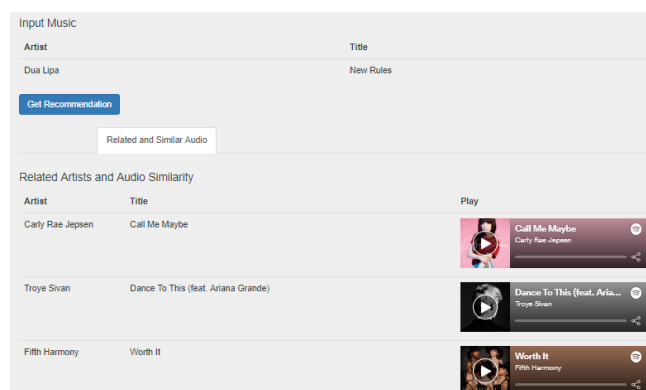 Input Music
Artist Title
Dua Lipa New Rules
Get Recommendation
Related and Similar Audio
Related Artists and Audio Similarity
Artist Title Play
Carly Rae Jepsen Call Me Maybe
Call Me Maybe
Carly Rae Jepsen
Troye Sivan Dance To This (feat. Ariana Grande)
Dance To This (feat. Aria...
Troye Sivan
Fifth Harmony Worth It
Worth It
Fifth Harmony